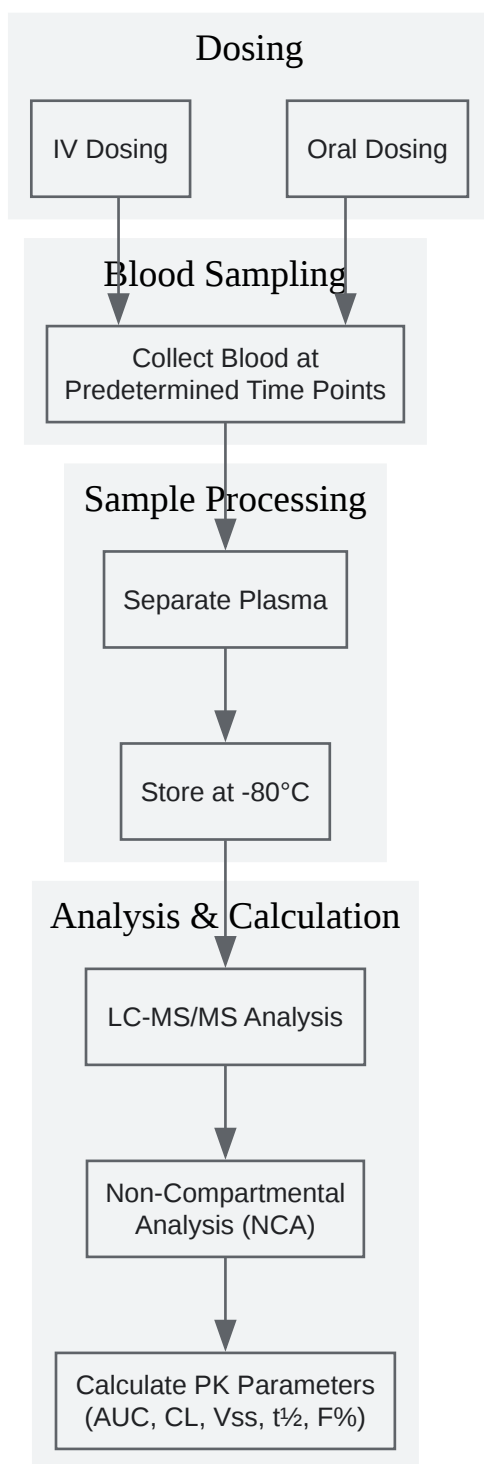 Dosing
IV Dosing
Oral Dosing
Blood Sampling
Collect Blood at
Predetermined Time Points
Sample Processing
Separate Plasma
Store at -80°C
Analysis & Calculation
LC-MS/MS Analysis
Non-Compartmental
Analysis (NCA)
Calculate PK Parameters
(AUC, CL, Vss, t½, F%)